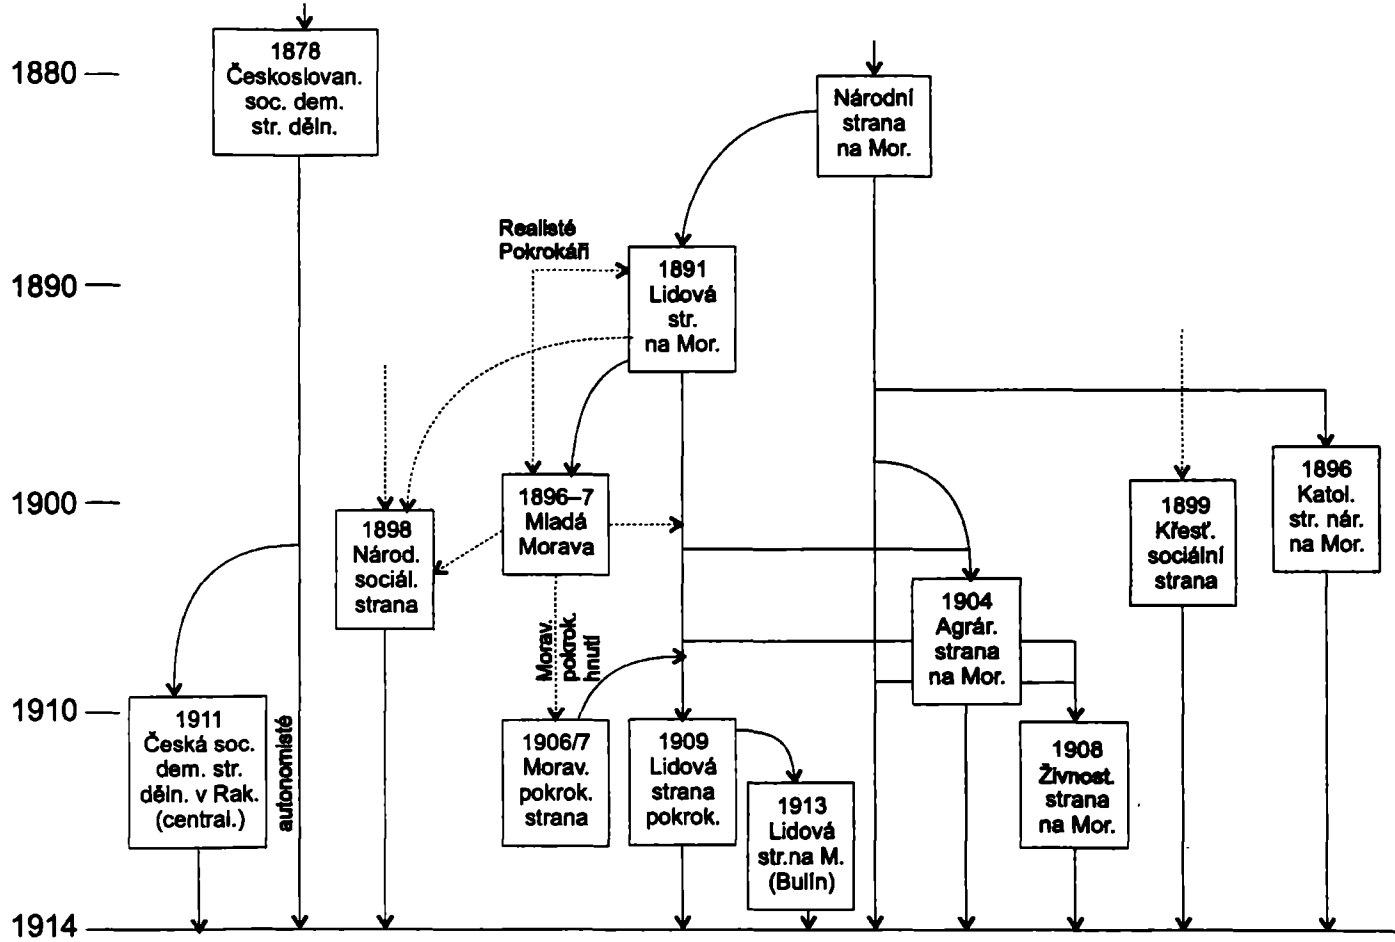 1880
1890
1900
1910
1914
1878
Českoslovan.
soc. dem.
str. děln.
Národní
strana
na Mor.
Realisté
Pokrokáři
1891
Lidová
str.
na Mor.
1896
Katol.
str. nár.
na Mor.
1896–7
Mladá
Morava
1899
Křesť.
sociální
strana
1898
Národ.
sociál.
strana
1904
Agrár.
strana
na Mor.
Morav.
pokrok.
hnutí
1911
Česká soc.
dem. str.
děln. v Rak.
(central.)
autonomisté
1906/7
Morav.
pokrok.
strana
1909
Lidová
strana
pokrok.
1908
Živnost.
strana
na Mor.
1913
Lidová
str.na M.
(Bulín)